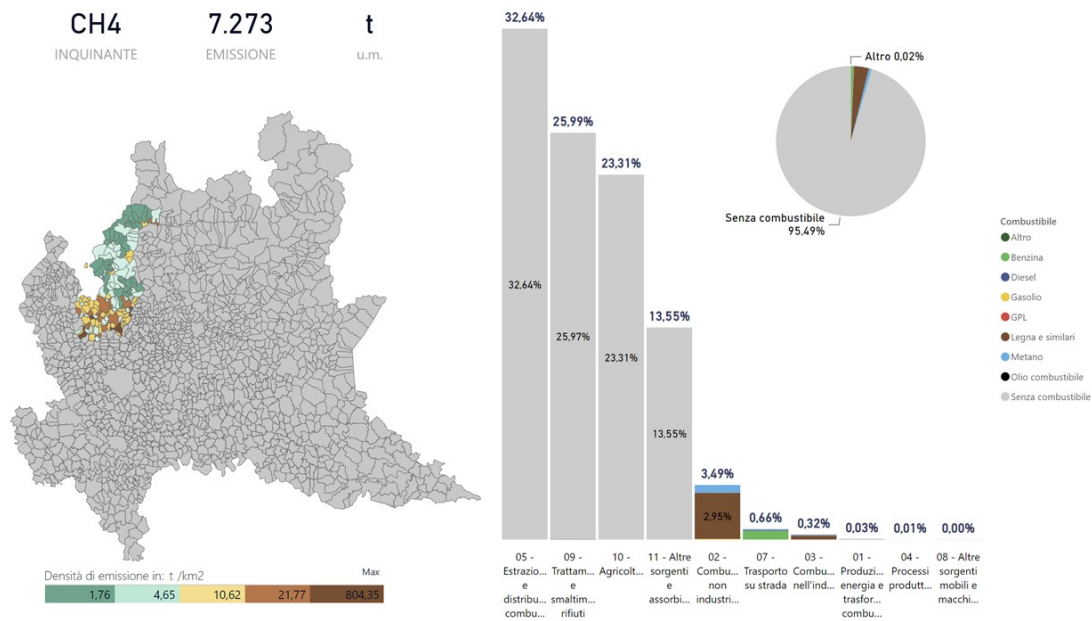 CH4
7.273
t
INQUINANTE
EMISSIONE
u.m.
32,64%
25,99%
23,31%
13,55%
3,49%
0,66%
0,32%
0,03%
0,01%
0,00%
32,64%
25,97%
23,31%
13,55%
2,95%
05 -
Estrazio...
e
distribu...
combu...
09 -
Trattam...
e
smaltim...
rifiuti
10 -
Agricolt...
11 - Altre
sorgenti
e
assorbi...
02 -
Combu...
non
industri...
07 -
Trasporto
su strada
03 -
Combu...
nell'ind...
01 -
Produzi...
energia e
trasfor...
combu...
04 -
Processi
produtt...
08 - Altre
sorgenti
mobili e
macchi...
Altro 0,02%
Senza combustibile
95,49%
Combustibile
Altro
Benzina
Diesel
Gasolio
GPL
Legna e similari
Metano
Olio combustibile
Senza combustibile
Densità di emissione in: t /km2
Max
1,76
4,65
10,62
21,77
804,35